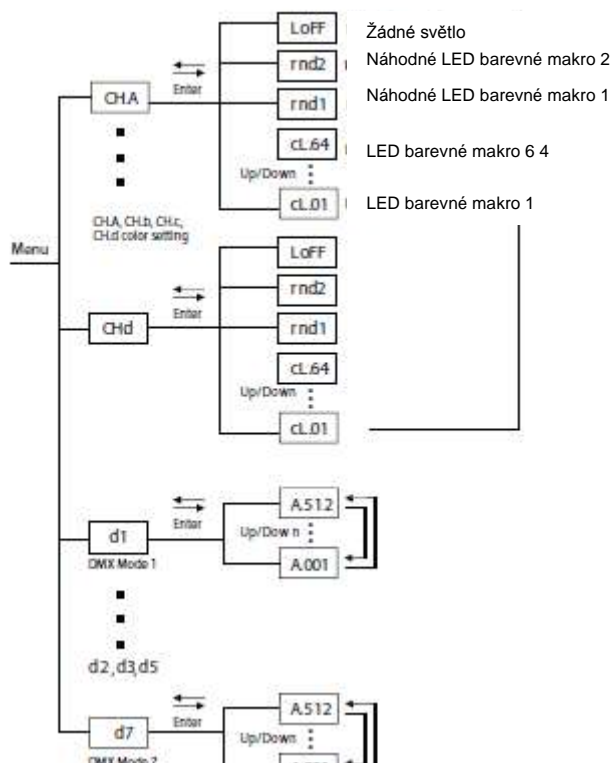 LoFF Žádné světlo
rnd2 Náhodné LED barevné makro 2
CH.A Enter rnd1 Náhodné LED barevné makro 1
cL.64 LED barevné makro 6 4
Up/Down
cL.01 LED barevné makro 1
CH.A, CH.b, CH.c,
CH.d color setting
Menu
LoFF
rnd2
CHd Enter rnd1
cL.64
Up/Down
cL.01
A.512
d1 Enter Up/Dow n
DMX Mode 1 A.001
d2,d3,d5
A.512
d7 Enter Up/Down
DMX Mode 2